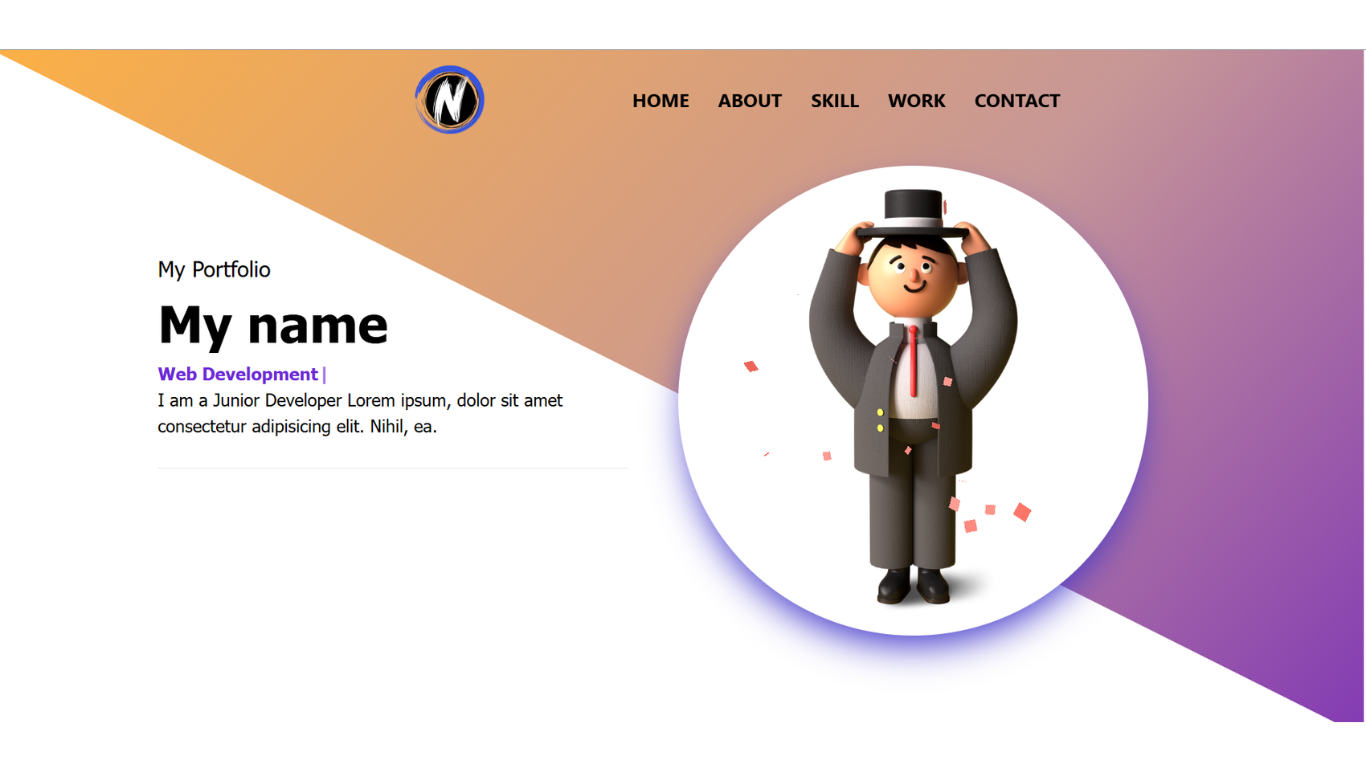 N
HOME ABOUT SKILL WORK CONTACT
My Portfolio
My name
Web Development|
I am a Junior Developer Lorem ipsum, dolor sit amet
consectetur adipisicing elit. Nihil, ea.